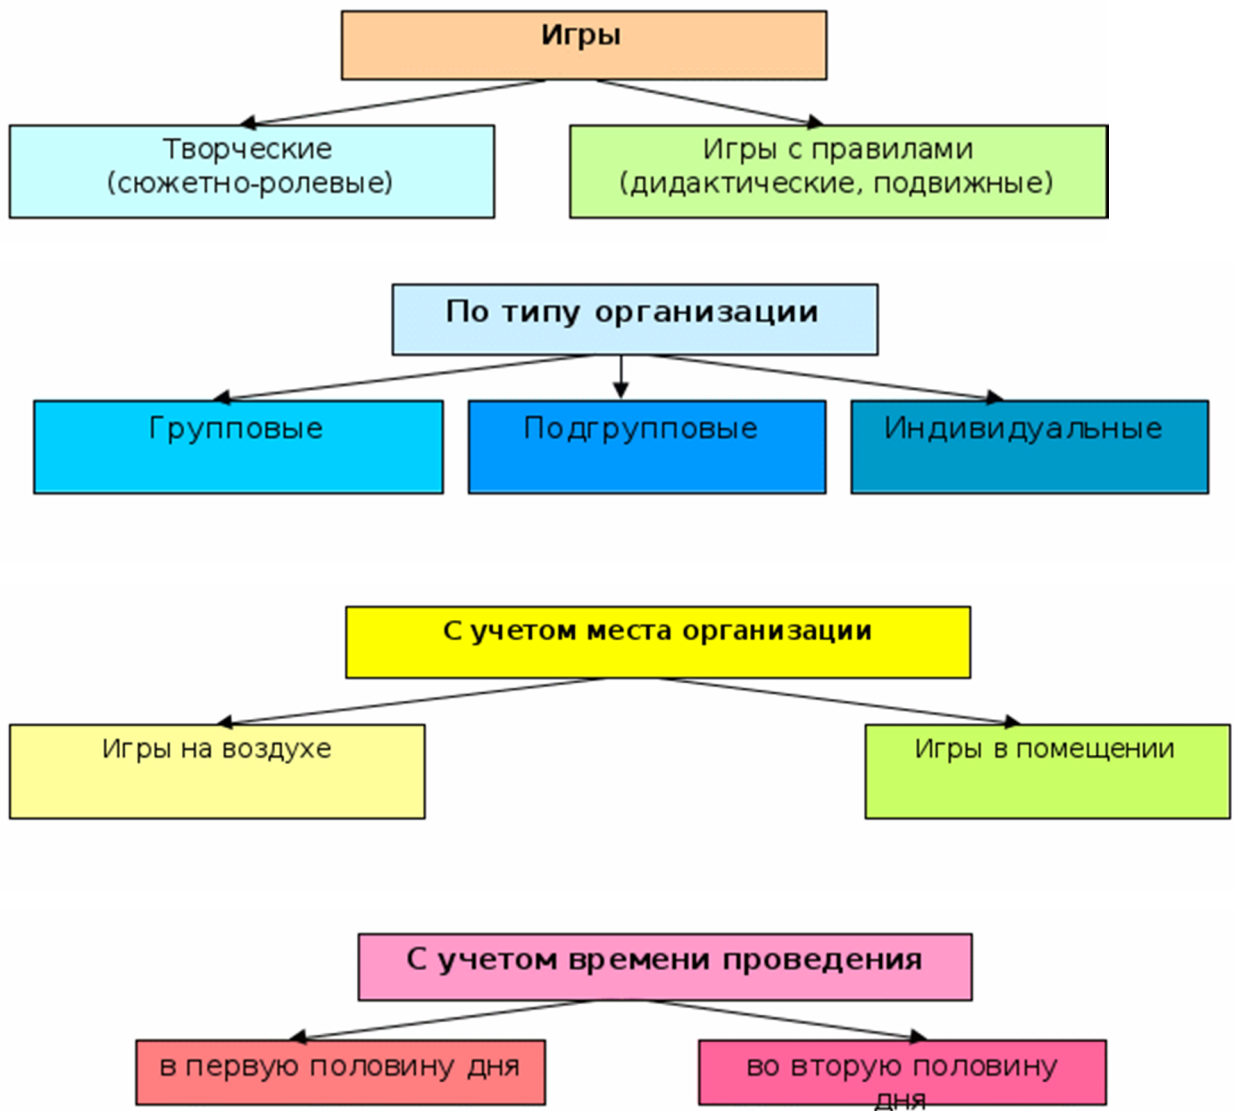 Игры
Творческие
(сюжетно-ролевые)
Игры с правилами
(дидактические, подвижные)
По типу организации
Групповые
Подгрупповые
Индивидуальные
С учетом места организации
Игры на воздухе
Игры в помещении
С учетом времени проведения
в первую половину дня
во вторую половину
дня